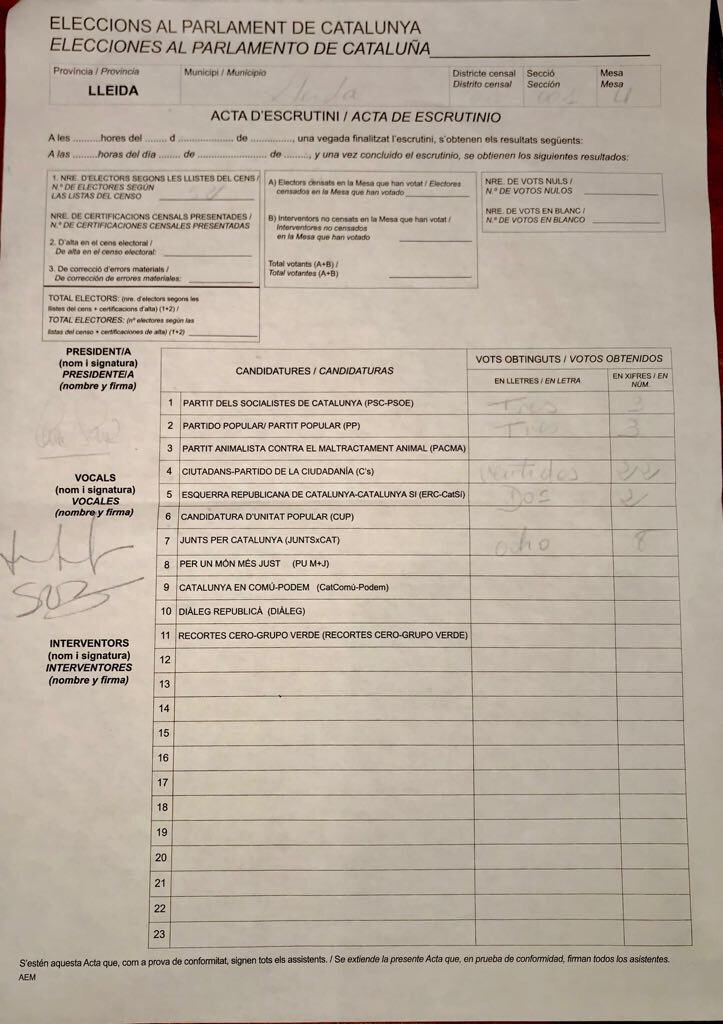 ELECCIONS AL PARLAMENT DE CATALUNYA
ELECCIONES AL PARLAMENTO DE CATALUÑA
Província / Provincia
LLEIDA
Municipi / Municipio
Lleida
Districte censal
Distrito censal
Secció
Sección
Mesa
Mesa
ACTA D'ESCRUTINI / ACTA DE ESCRUTINIO
A les ..........hores del ...... d .................. de .............., una vegada finalitzat l'escrutini, s'obtenen els resultats següents:
A las ..........horas del día ...... de ...................... de ........, y una vez concluido el escrutinio, se obtienen los siguientes resultados:
1. NRE. D'ELECTORS SEGONS LES LLISTES DEL CENS /
N.º DE ELECTORES SEGÚN
LAS LISTAS DEL CENSO
NRE. DE CERTIFICACIONS CENSALS PRESENTADES /
N.º DE CERTIFICACIONES CENSALES PRESENTADAS
2. D'alta en el cens electoral /
De alta en el censo electoral:
3. De correcció d'errors materials /
De corrección de errores materiales:
TOTAL ELECTORS: (nre. d'electors segons les
llistes del cens + certificacions d'alta) (1+2) /
TOTAL ELECTORES: (nº electores según las
listas del censo + certificaciones de alta) (1+2)
A) Electors censats en la Mesa que han votat / Electores
censados en la Mesa que han votado
B) Interventors no censats en la Mesa que han votat /
Interventores no censados
en la Mesa que han votado
Total votants (A+B) /
Total votantes (A+B)
NRE. DE VOTS NULS /
N.º DE VOTOS NULOS
NRE. DE VOTS EN BLANC /
N.º DE VOTOS EN BLANCO
PRESIDENT/A
(nom i signatura)
PRESIDENTE/A
(nombre y firma)
VOCALS
(nom i signatura)
VOCALES
(nombre y firma)
INTERVENTORS
(nom i signatura)
INTERVENTORES
(nombre y firma)
CANDIDATURES / CANDIDATURAS
VOTS OBTINGUTS / VOTOS OBTENIDOS
EN LLETRES / EN LETRA
EN XIFRES / EN
NÚM.
1 PARTIT DELS SOCIALISTES DE CATALUNYA (PSC-PSOE) Tres 3
2 PARTIDO POPULAR/ PARTIT POPULAR (PP) Tres 3
3 PARTIT ANIMALISTA CONTRA EL MALTRACTAMENT ANIMAL (PACMA)
4 CIUTADANS-PARTIDO DE LA CIUDADANÍA (C's) Ventidos 22
5 ESQUERRA REPUBLICANA DE CATALUNYA-CATALUNYA SI (ERC-CatSí) Dos 2
6 CANDIDATURA D'UNITAT POPULAR (CUP)
7 JUNTS PER CATALUNYA (JUNTSxCAT) ocho 8
8 PER UN MÓN MÉS JUST (PU M+J)
9 CATALUNYA EN COMÚ-PODEM (CatComú-Podem)
10 DIÀLEG REPUBLICÀ (DIÀLEG)
11 RECORTES CERO-GRUPO VERDE (RECORTES CERO-GRUPO VERDE)
12
13
14
15
16
17
18
19
20
21
22
23
S'estén aquesta Acta que, com a prova de conformitat, signen tots els assistents. / Se extiende la presente Acta que, en prueba de conformidad, firman todos los asistentes.
AEM